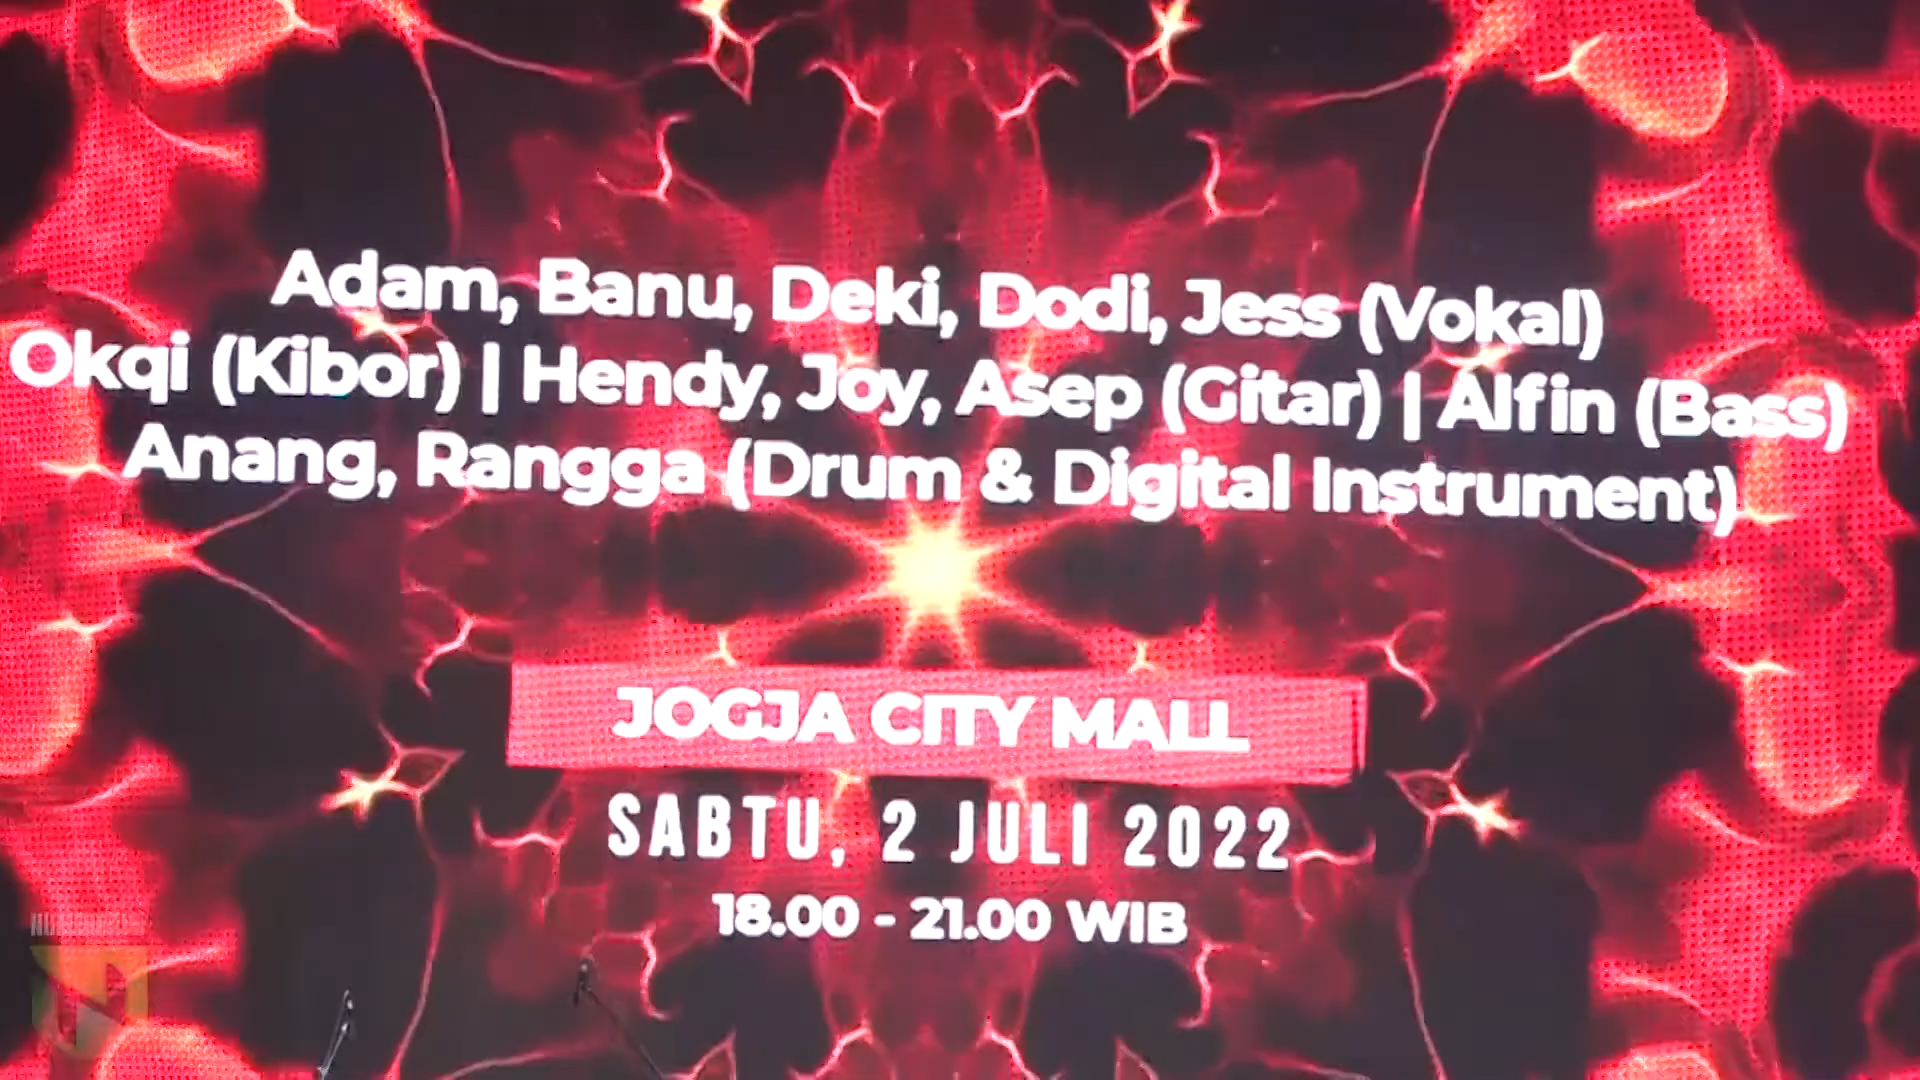 Adam, Banu, Deki, Dodi, Jess (Vokal)
Okqi (Kibor) | Hendy, Joy, Asep (Gitar) | Alfin (Bass)
Anang, Rangga (Drum & Digital Instrument)
JOGJA CITY MALL
SABTU, 2 JULI 2022
18.00 - 21.00 WIB